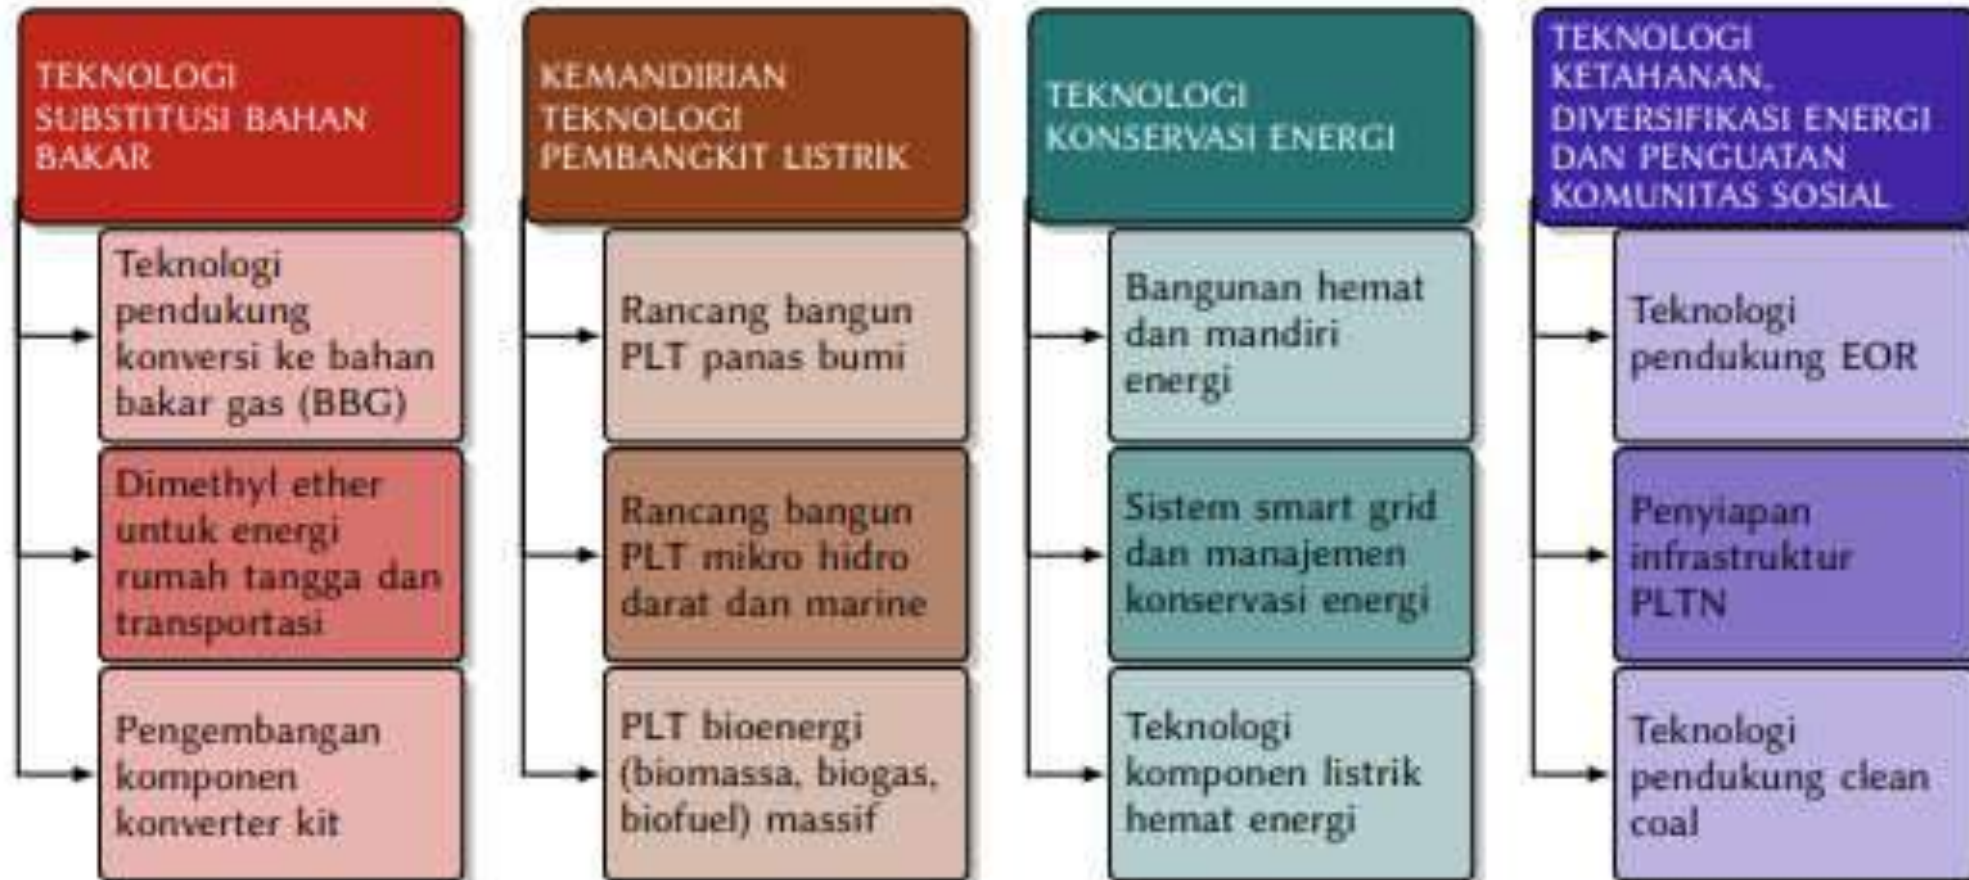 TEKNOLOGI
SUBSTITUSI BAHAN
BAKAR
Teknologi
pendukung
konversi ke bahan
bakar gas (BBG)
Dimethyl ether
untuk energi
rumah tangga dan
transportasi
Pengembangan
komponen
konverter kit
KEMANDIRIAN
TEKNOLOGI
PEMBANGKIT LISTRIK
Rancang bangun
PLT panas bumi
Rancang bangun
PLT mikro hidro
darat dan marine
PLT bioenergi
(biomassa, biogas,
biofuel) massif
TEKNOLOGI
KONSERVASI ENERGI
Bangunan hemat
dan mandiri
energi
Sistem smart grid
dan manajemen
konservasi energi
Teknologi
komponen listrik
hemat energi
TEKNOLOGI
KETAHANAN,
DIVERSIFIKASI ENERGI
DAN PENGUATAN
KOMUNITAS SOSIAL
Teknologi
pendukung EOR
Penyiapan
infrastruktur
PLTN
Teknologi
pendukung clean
coal